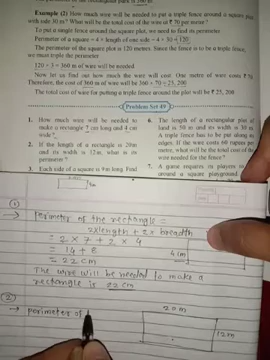 Example (2) How much wire will be needed to put a triple fence around a square plot
with side 30 m? What will be the total cost of the wire at ₹ 70 per metre?
To put a triple fence around the square plot, we need to find its perimeter.
Perimeter of a square = 4 × length of one side = 4 × 30 = 120
The perimeter of the square plot is 120 metres. Since the fence is to be a triple fence,
we must triple the perimeter.
120 × 3 = 360 m of wire will be needed.
Now let us find out how much the wire will cost. One metre of wire costs ₹ 70.
Therefore, the cost of 360 m of wire will be 360 × 70 = 25,200
The total cost of wire for putting a triple fence around the plot will be ₹ 25,200.
Problem Set 49
1. How much wire will be needed to
make a rectangle 7 cm long and 4 cm
wide ?
2. If the length of a rectangle is 20m
and its width is 12m, what is its
perimeter ?
3. Each side of a square is 9m long. Find
6. The length of a rectangular plot of
land is 50 m and its width is 30 m.
A triple fence has to be put along its
edges. If the wire costs 60 rupees per
metre, what will be the total cost of the
wire needed for the fence?
7. A game requires its players to
around a square playground.
①
→ Perimeter of the rectangle =
2×length + 2× breadth
= 2 × 7 + 2 × 4
= 14 + 8
= 22 cm
4cm
The wire will be needed to make a
rectangle is 22 cm
②
→ perimeter of
20m
12m